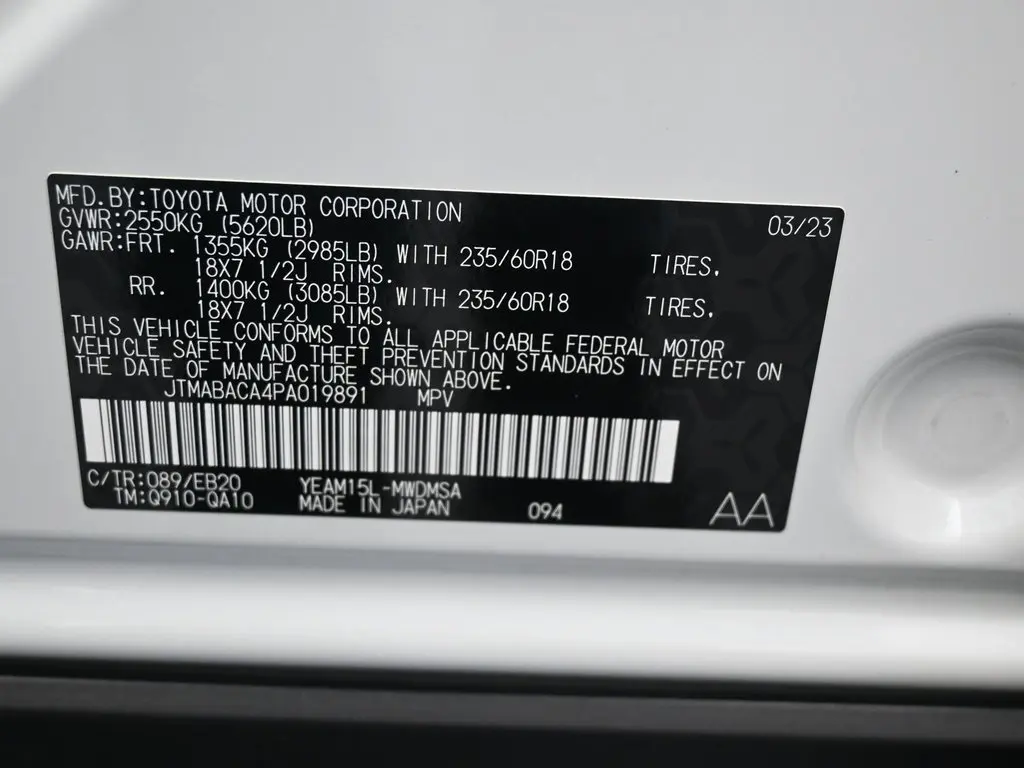 MFD.BY:TOYOTA MOTOR CORPORATION 03/23
GVWR:2550KG (5620LB)
GAWR:FRT. 1355KG (2985LB) WITH 235/60R18 TIRES,
18X7 1/2J RIMS.
RR. 1400KG (3085LB) WITH 235/60R18 TIRES,
18X7 1/2J RIMS.
THIS VEHICLE CONFORMS TO ALL APPLICABLE FEDERAL MOTOR
VEHICLE SAFETY AND THEFT PREVENTION STANDARDS IN EFFECT ON
THE DATE OF MANUFACTURE SHOWN ABOVE.
JTMABACA4PA019891 MPV
C/TR:089/EB20 YEAM15L-MWDMSA
TM:Q910-QA10 MADE IN JAPAN 094 AA